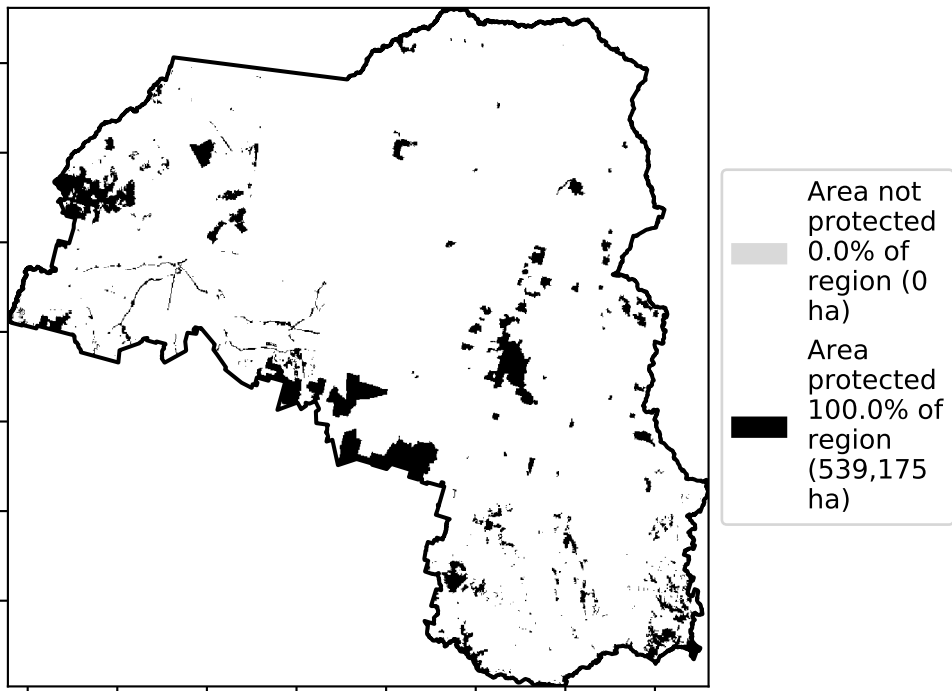 Area not
protected
0.0% of
region (0
ha)
Area
protected
100.0% of
region
(539,175
ha)